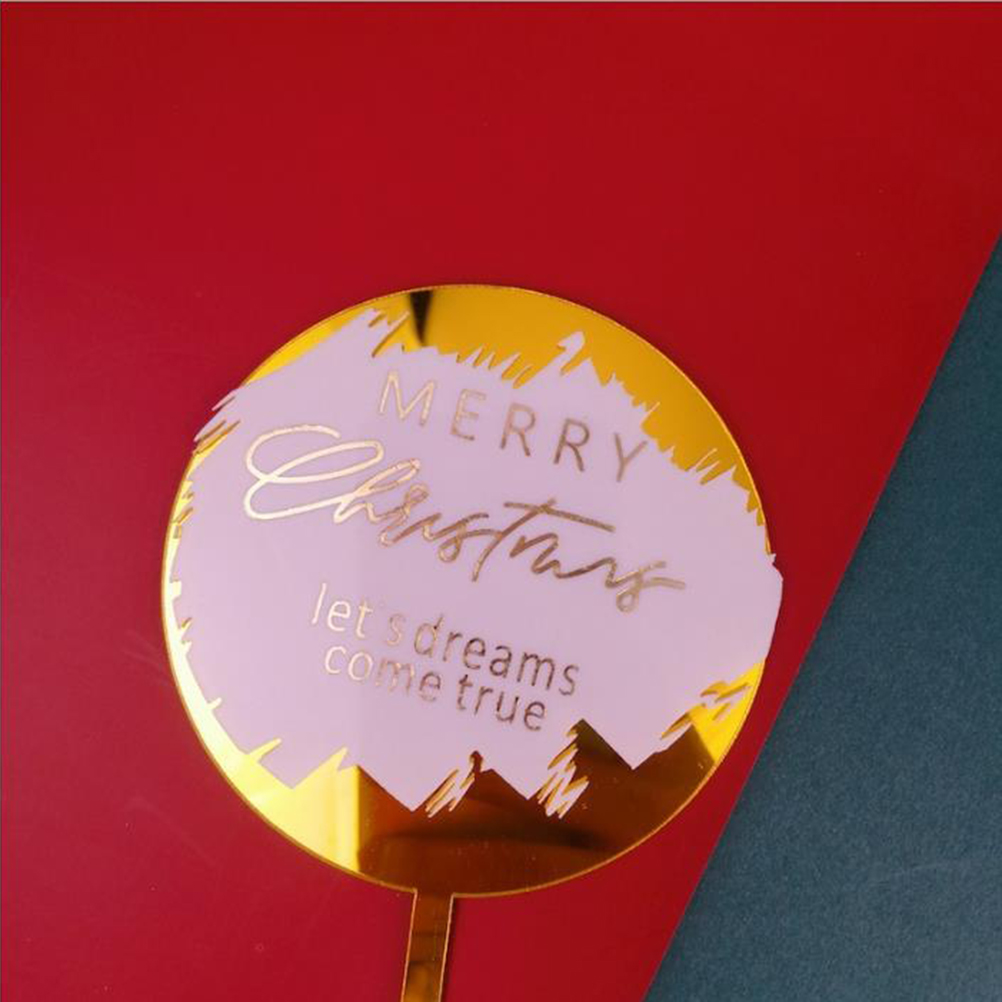 MERRY
Christmas
let's dreams
come true